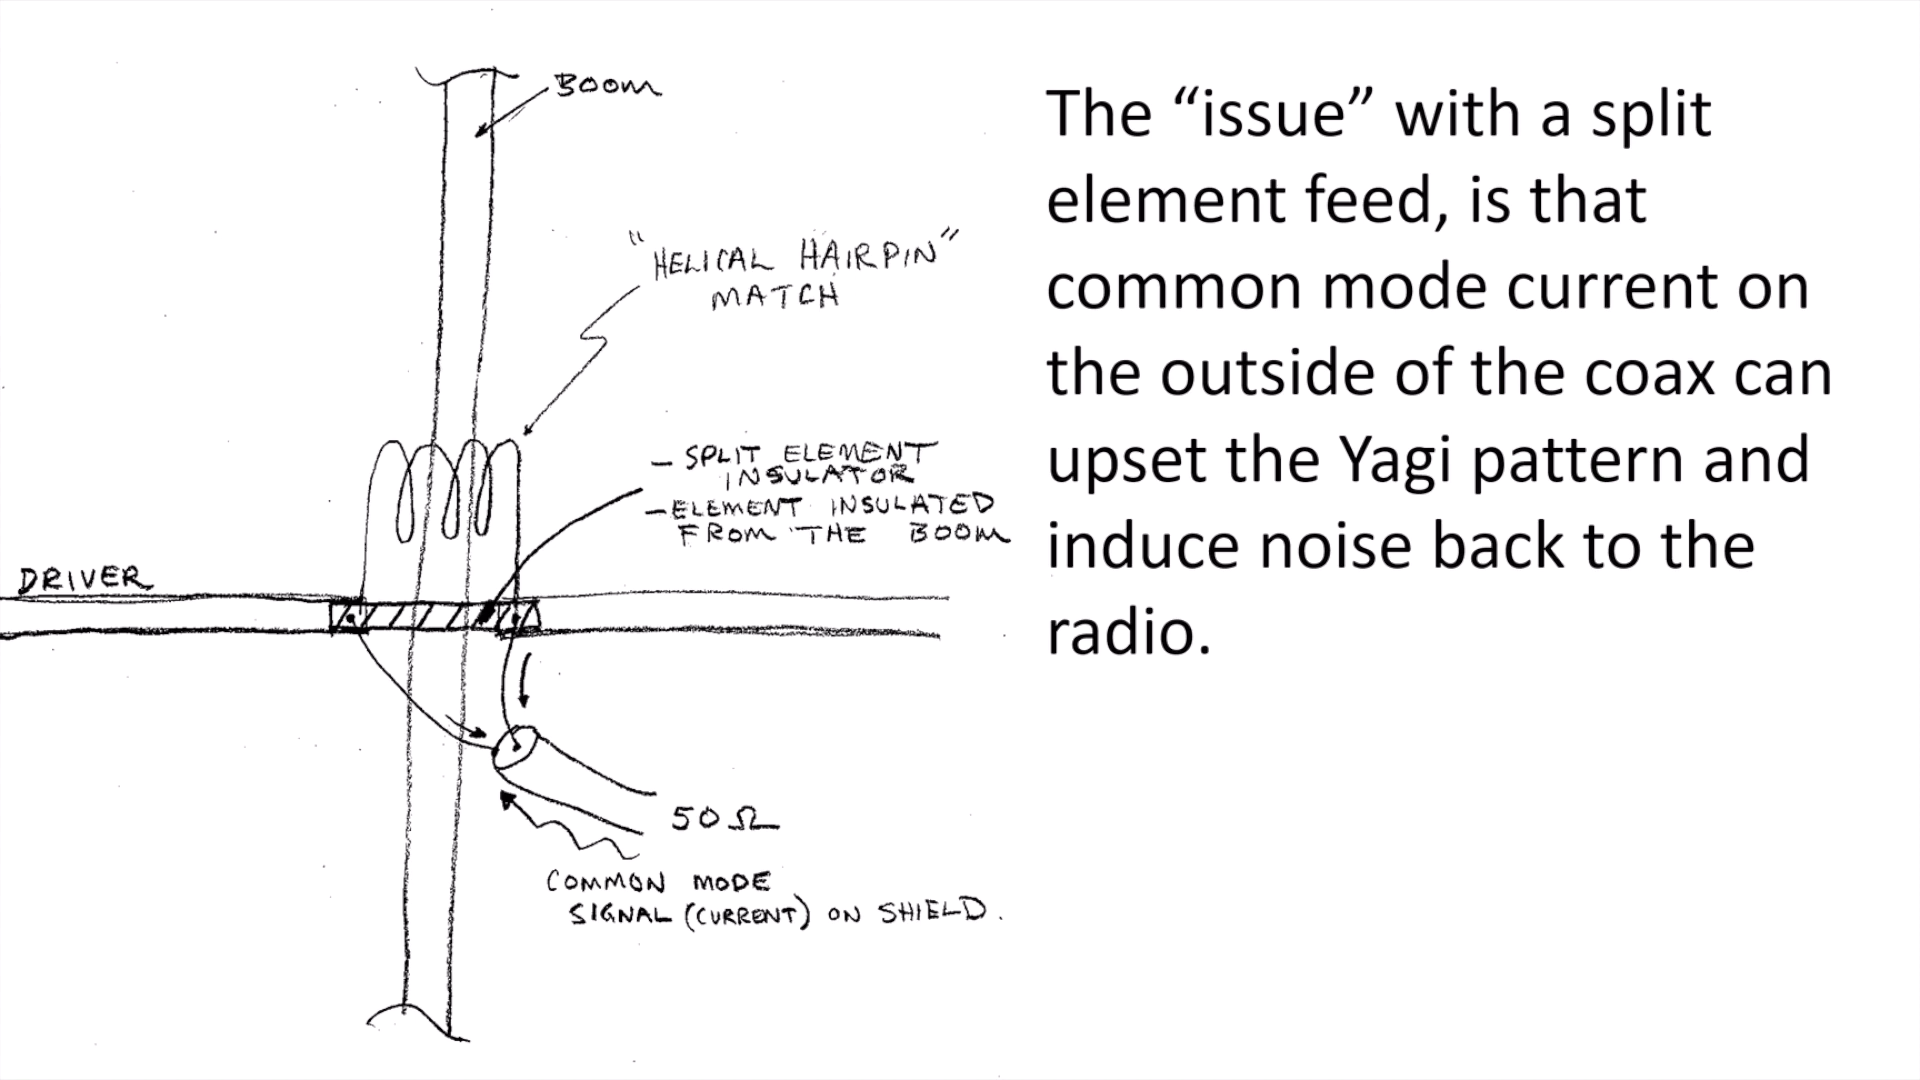 BOOM
"HELICAL HAIRPIN"
MATCH
- SPLIT ELEMENT
INSULATOR
- ELEMENT INSULATED
FROM THE BOOM
DRIVER
50 Ω
COMMON MODE
SIGNAL (CURRENT) ON SHIELD.
The “issue” with a split
element feed, is that
common mode current on
the outside of the coax can
upset the Yagi pattern and
induce noise back to the
radio.